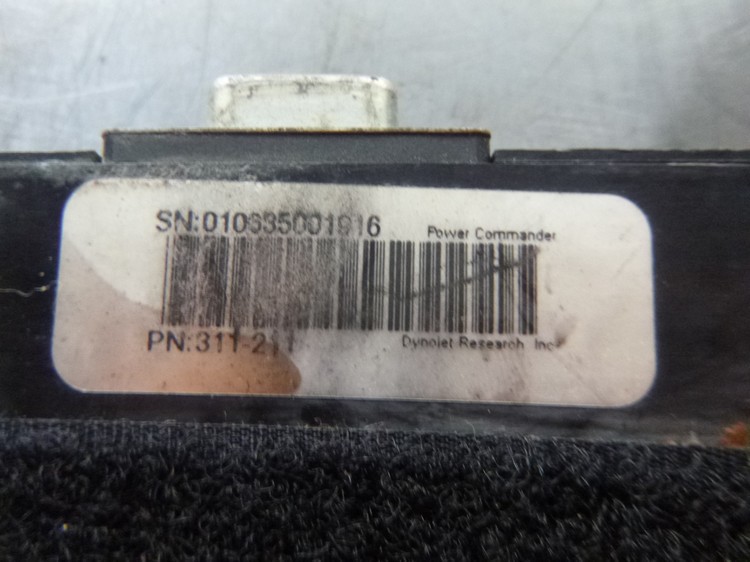 SN:010635001916
Power Commander
PN:311-211
Dynojet Research Inc.